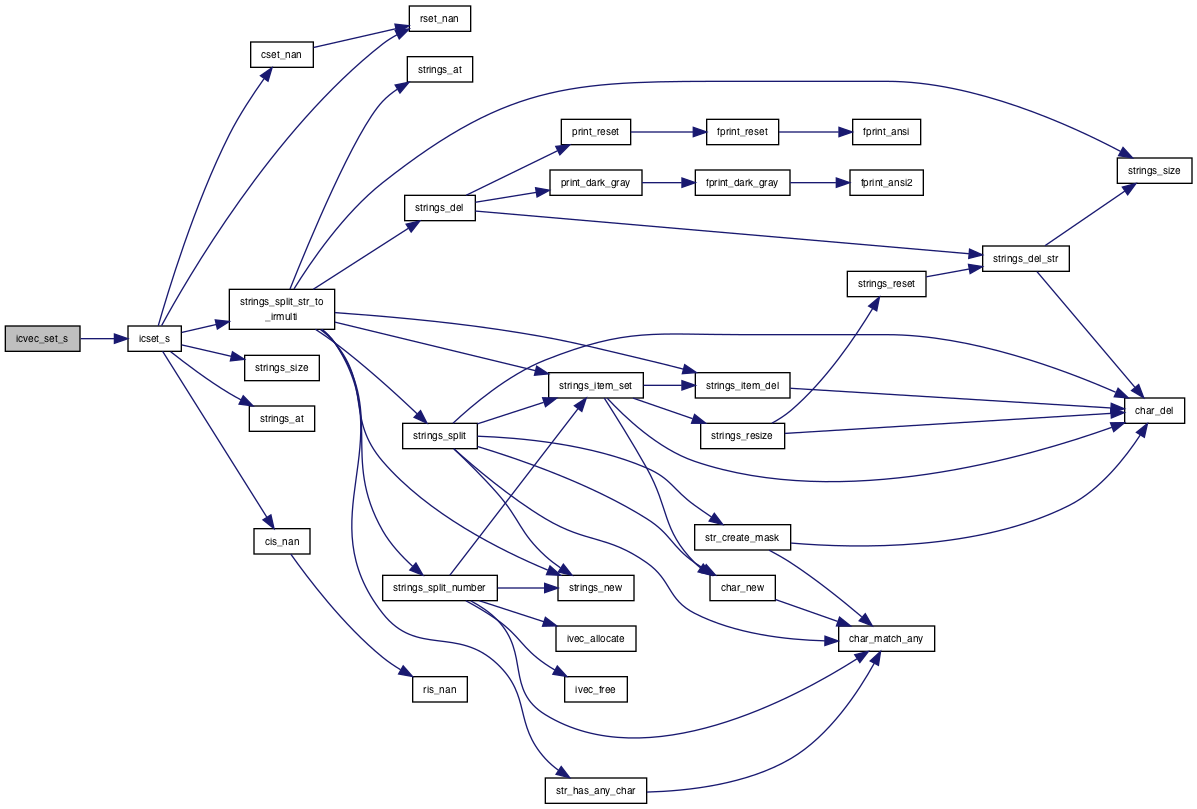 rset_nan
cset_nan
strings_at
print_reset
fprint_reset
fprint_ansi
strings_size
print_dark_gray
fprint_dark_gray
fprint_ansi2
strings_del
strings_del_str
strings_reset
strings_split_str_to
_irmulti
icvec_set_s
icset_s
strings_size
strings_item_set
strings_item_del
strings_at
char_del
strings_split
strings_resize
cis_nan
str_create_mask
strings_split_number
strings_new
char_new
ivec_allocate
char_match_any
ris_nan
ivec_free
str_has_any_char